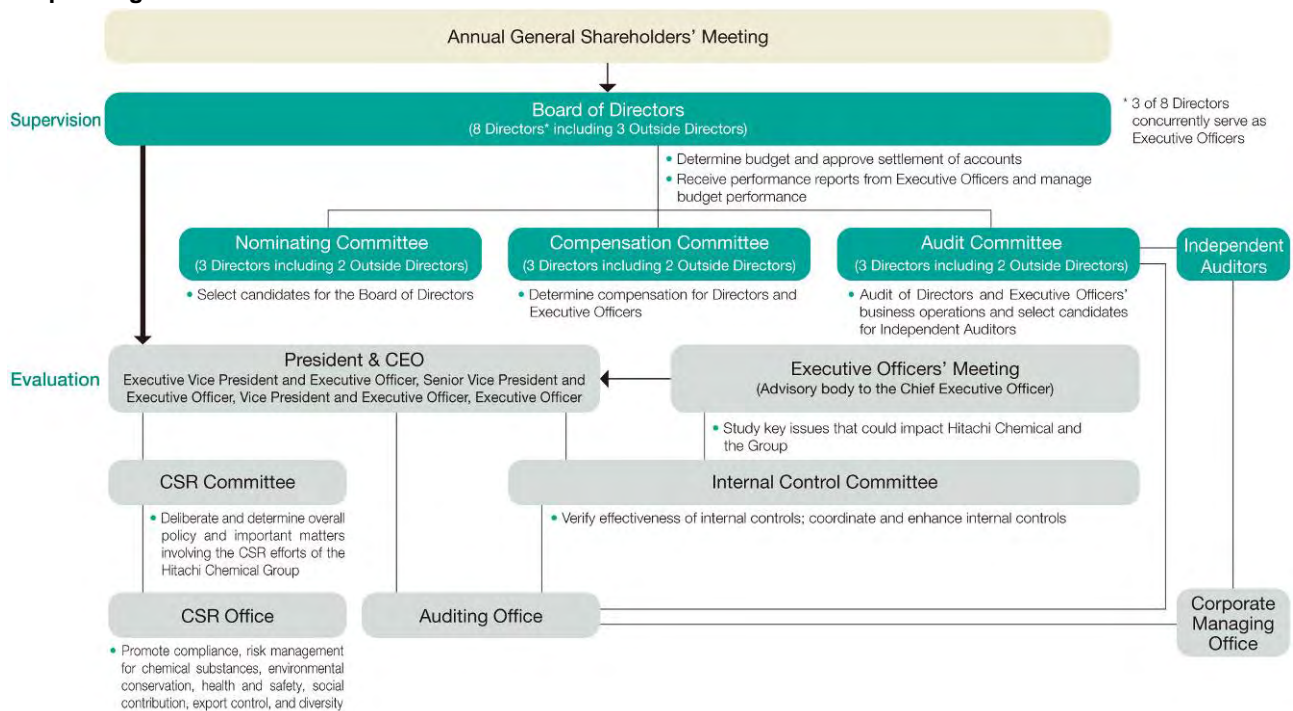 Annual General Shareholders' Meeting
Supervision
Board of Directors
(8 Directors* including 3 Outside Directors)
* 3 of 8 Directors
concurrently serve as
Executive Officers
• Determine budget and approve settlement of accounts
• Receive performance reports from Executive Officers and manage
budget performance
Nominating Committee
(3 Directors including 2 Outside Directors)
• Select candidates for the Board of Directors
Compensation Committee
(3 Directors including 2 Outside Directors)
• Determine compensation for Directors and
Executive Officers
Audit Committee
(3 Directors including 2 Outside Directors)
• Audit of Directors and Executive Officers'
business operations and select candidates
for Independent Auditors
Independent
Auditors
Evaluation
President & CEO
Executive Vice President and Executive Officer, Senior Vice President and
Executive Officer, Vice President and Executive Officer, Executive Officer
Executive Officers' Meeting
(Advisory body to the Chief Executive Officer)
• Study key issues that could impact Hitachi Chemical and
the Group
CSR Committee
• Deliberate and determine overall
policy and important matters
involving the CSR efforts of the
Hitachi Chemical Group
Internal Control Committee
• Verify effectiveness of internal controls; coordinate and enhance internal controls
CSR Office
• Promote compliance, risk management
for chemical substances, environmental
conservation, health and safety, social
contribution, export control, and diversity
Auditing Office
Corporate
Managing
Office